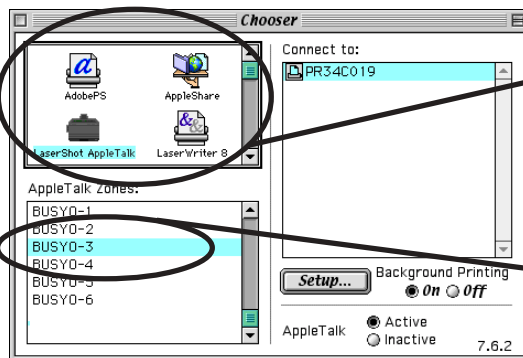 Chooser
AdobePS
AppleShare
LaserShot AppleTalk
LaserWriter 8
AppleTalk Zones:
BUSYO-1
BUSYO-2
BUSYO-3
BUSYO-4
BUSYO-5
BUSYO-6
Connect to:
PR34C019
Setup...
Background Printing
On Off
AppleTalk
Active
Inactive
7.6.2